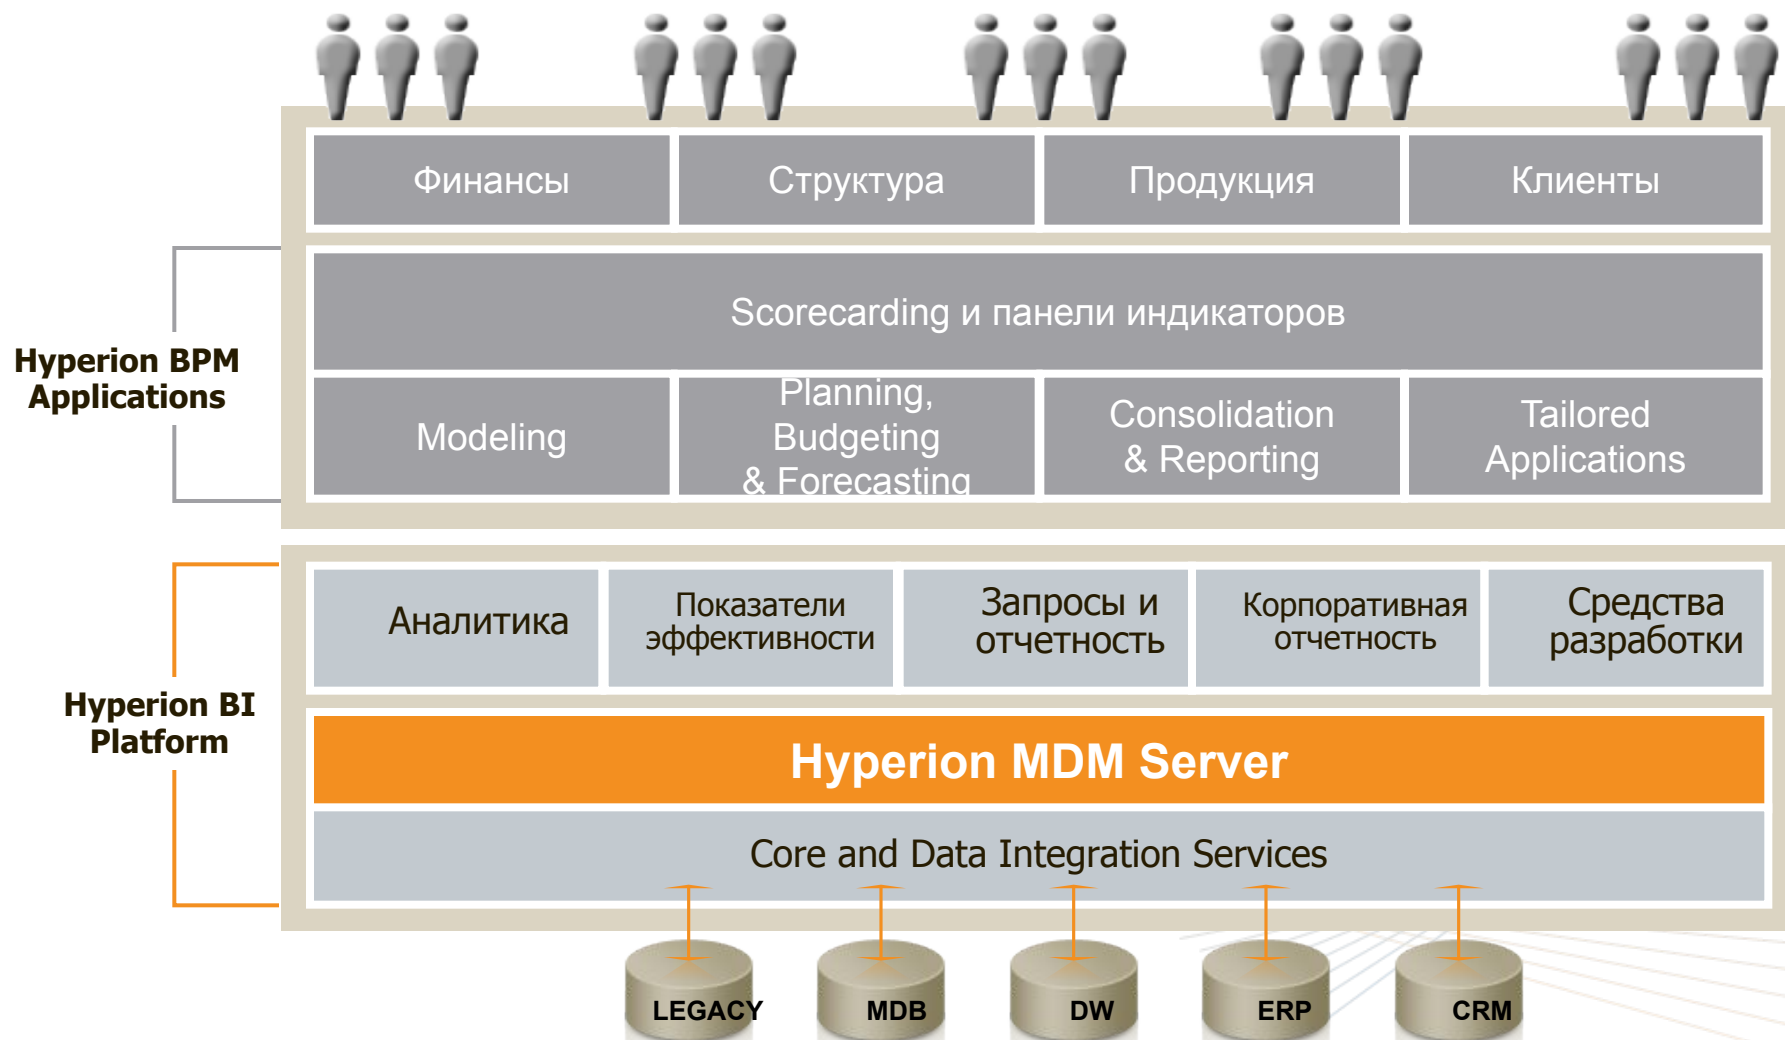 Финансы
Структура
Продукция
Клиенты
Hyperion BPM
Applications
Scorecarding и панели индикаторов
Modeling
Planning,
Budgeting
& Forecasting
Consolidation
& Reporting
Tailored
Applications
Hyperion BI
Platform
Аналитика
Показатели
эффективности
Запросы и
отчетность
Корпоративная
отчетность
Средства
разработки
Hyperion MDM Server
Core and Data Integration Services
LEGACY
MDB
DW
ERP
CRM